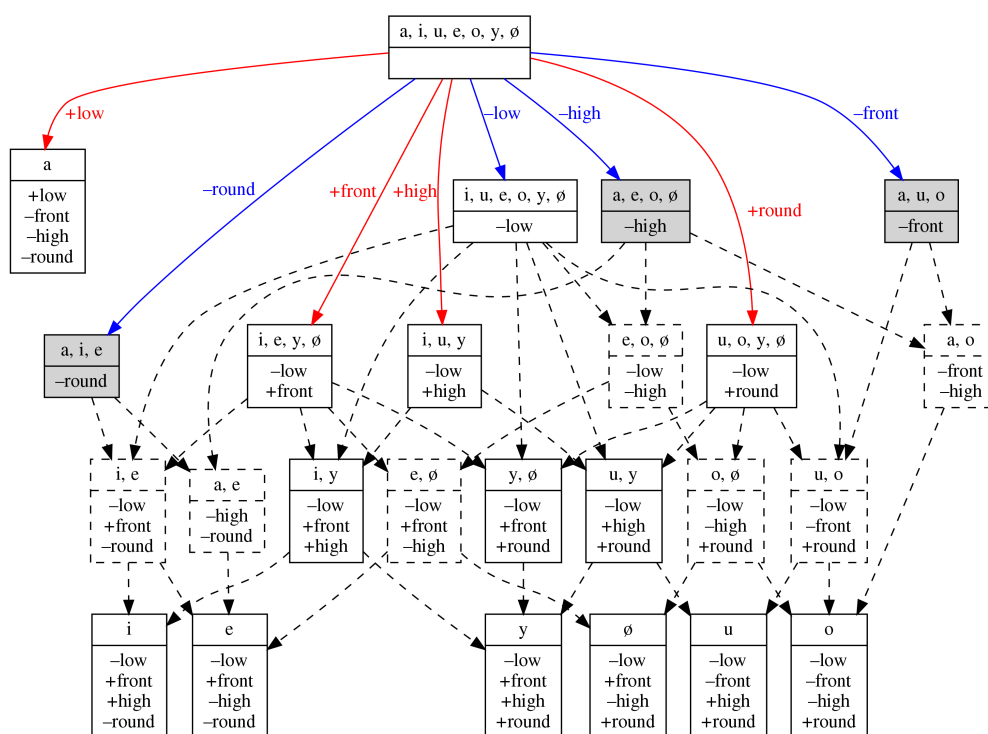 a, i, u, e, o, y, ø
+low
–round
+front
+high
–low
–high
+round
–front
a
+low
–front
–high
–round
i, u, e, o, y, ø
–low
a, e, o, ø
–high
a, u, o
–front
a, i, e
–round
i, e, y, ø
–low
+front
i, u, y
–low
+high
e, o, ø
–low
–high
u, o, y, ø
–low
+round
a, o
–front
–high
i, e
–low
+front
–round
a, e
–high
–round
i, y
–low
+front
+high
e, ø
–low
+front
–high
y, ø
–low
+front
+round
u, y
–low
+high
+round
o, ø
–low
–high
+round
u, o
–low
–front
+round
i
–low
+front
+high
–round
e
–low
+front
–high
–round
y
–low
+front
+high
+round
ø
–low
+front
–high
+round
u
–low
–front
+high
+round
o
–low
–front
–high
+round